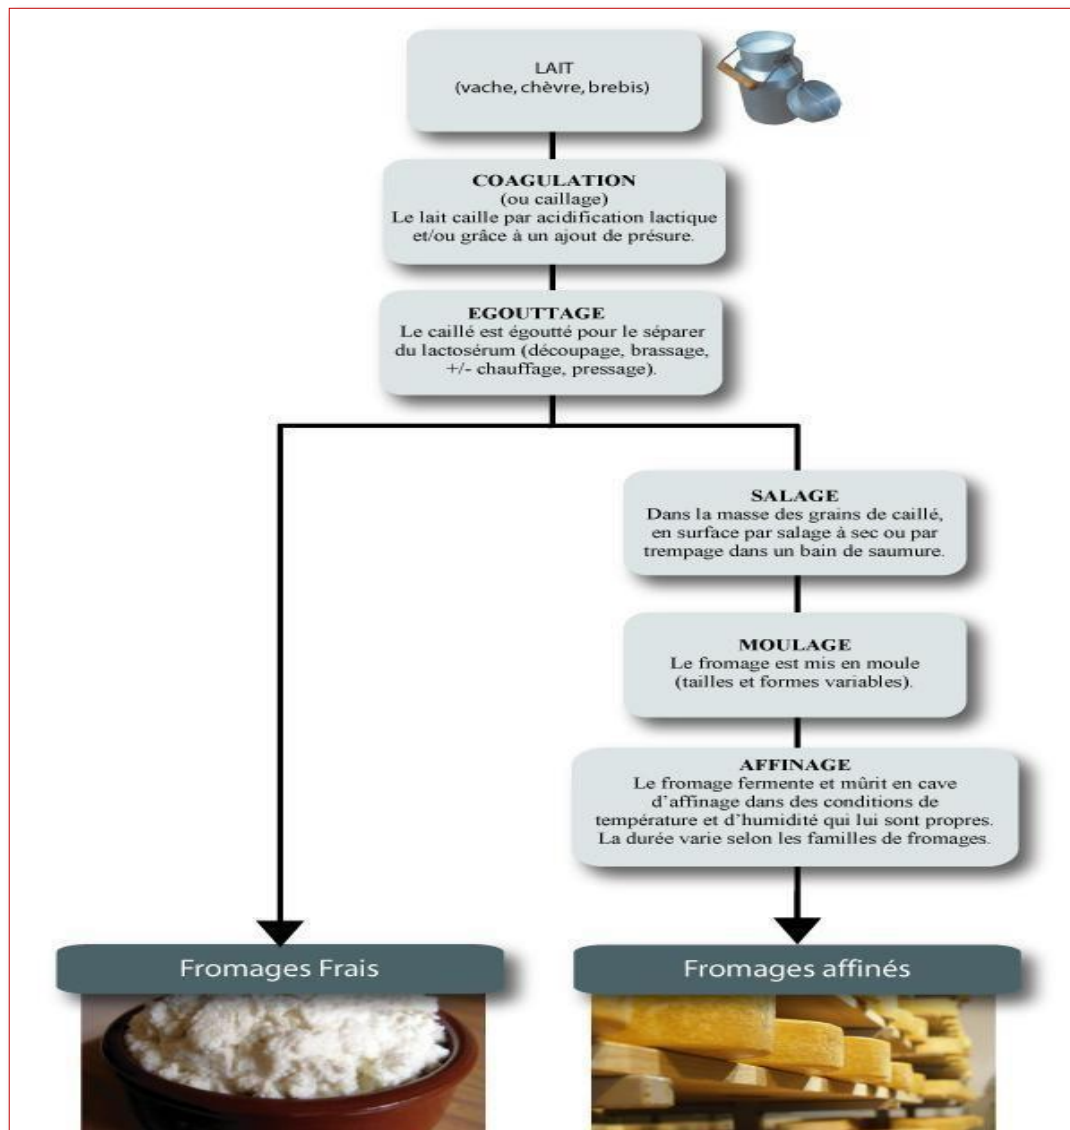 LAIT
(vache, chèvre, brebis)
COAGULATION
(ou caillage)
Le lait caille par acidification lactique
et/ou grâce à un ajout de présure.
EGOUTTAGE
Le caillé est égoutté pour le séparer
du lactosérum (découpage, brassage,
+/- chauffage, pressage).
SALAGE
Dans la masse des grains de caillé,
en surface par salage à sec ou par
trempage dans un bain de saumure.
MOULAGE
Le fromage est mis en moule
(tailles et formes variables).
AFFINAGE
Le fromage fermente et mûrit en cave
d'affinage dans des conditions de
température et d'humidité qui lui sont propres.
La durée varie selon les familles de fromages.
Fromages Frais
Fromages affinés